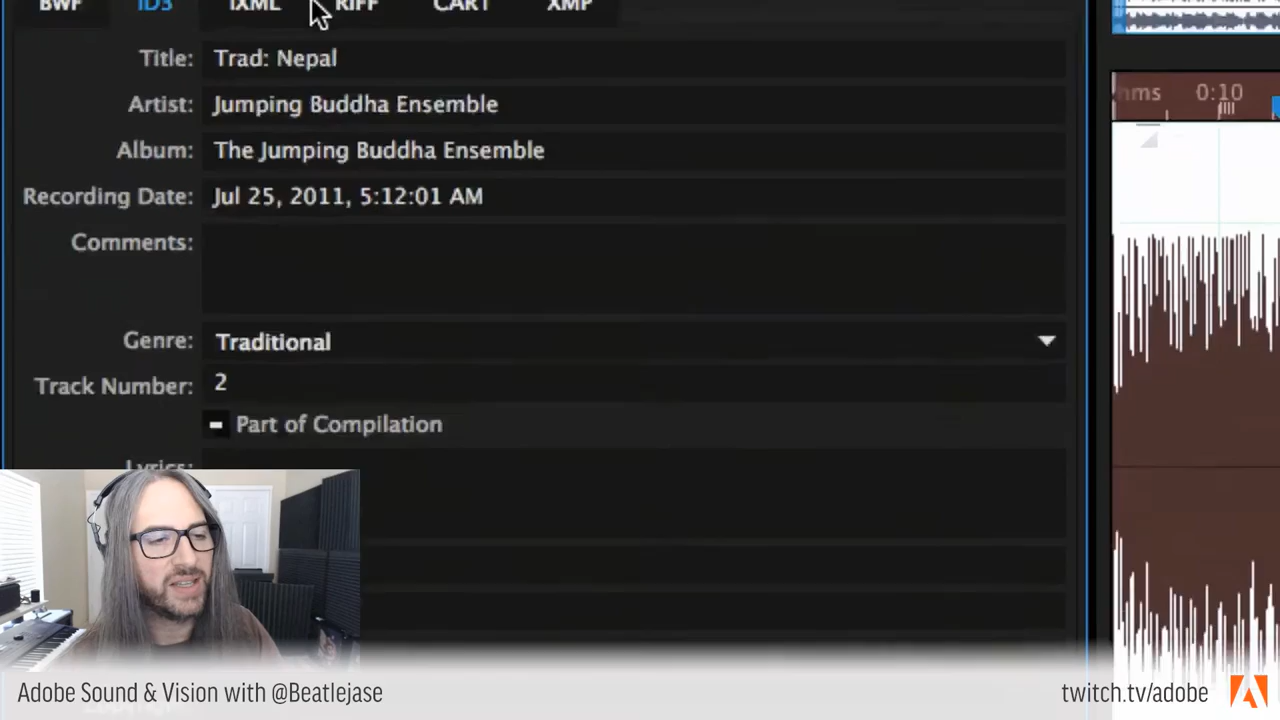 BWF ID3 iXML RIFF CART XMP
Title: Trad: Nepal
Artist: Jumping Buddha Ensemble
Album: The Jumping Buddha Ensemble
Recording Date: Jul 25, 2011, 5:12:01 AM
Comments:
Genre: Traditional
Track Number: 2
Part of Compilation
Lyrics:
hms 0:10
Adobe Sound & Vision with @Beatlejase
twitch.tv/adobe